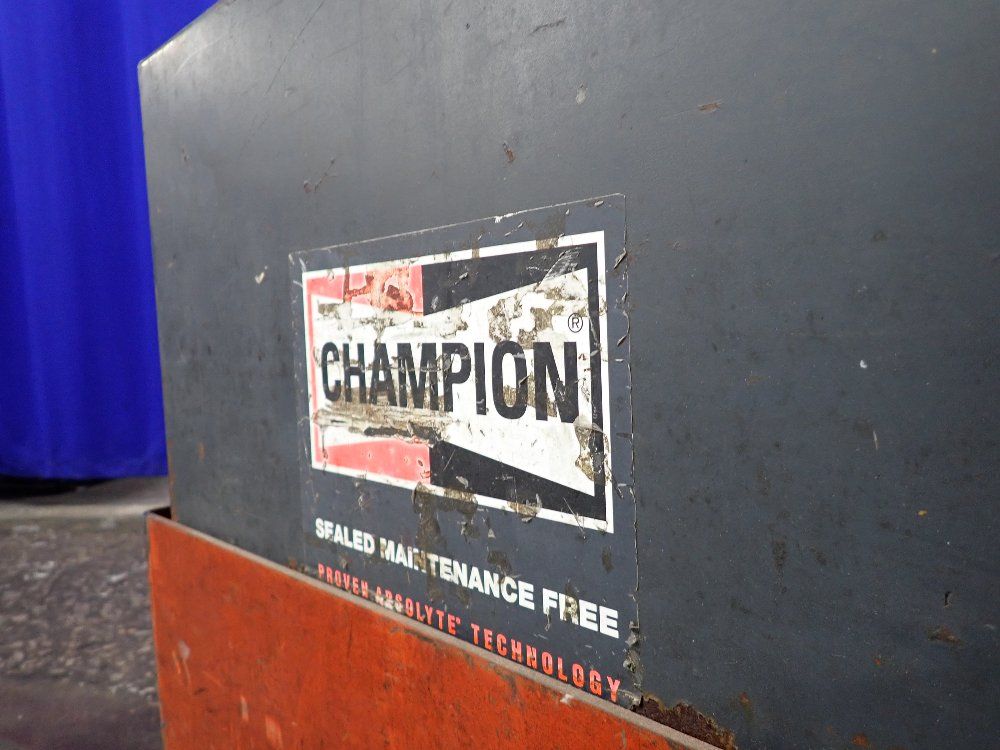 CHAMPION®
SEALED MAINTENANCE FREE
PROVEN ABSOLYTE® TECHNOLOGY